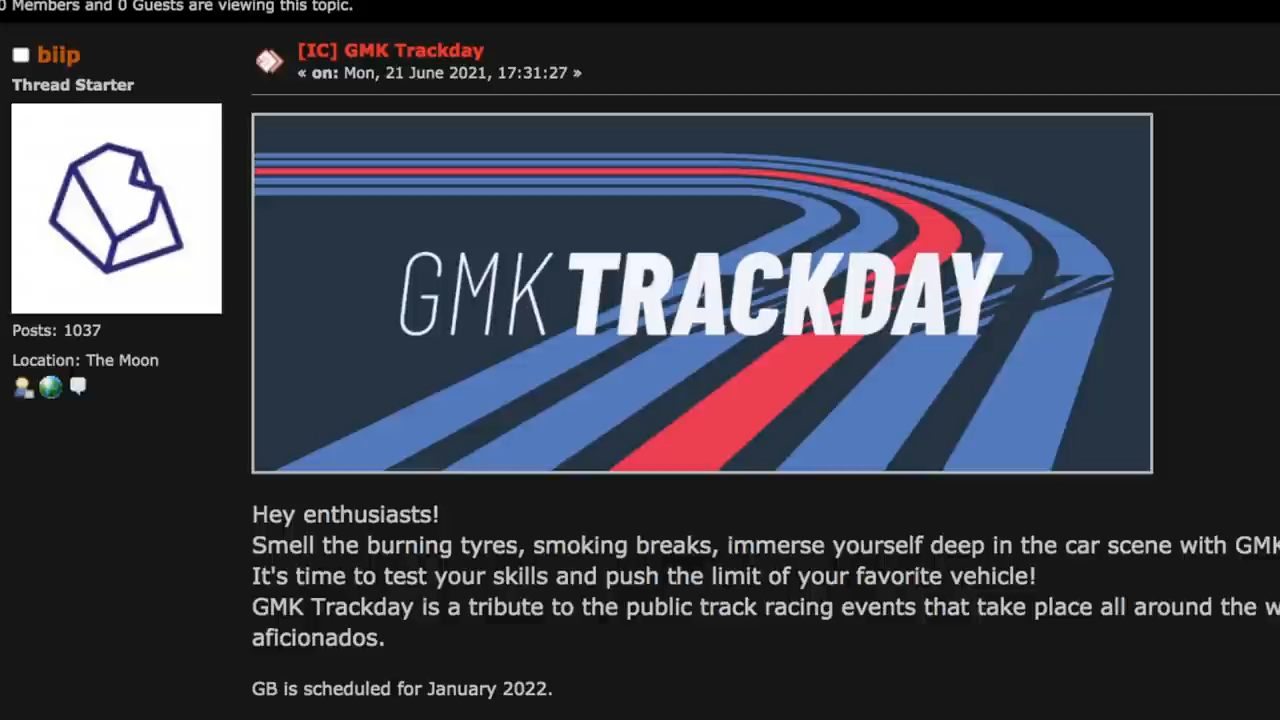 0 Members and 0 Guests are viewing this topic.
biip
Thread Starter
Posts: 1037
Location: The Moon
[IC] GMK Trackday
« on: Mon, 21 June 2021, 17:31:27 »
GMK TRACKDAY
Hey enthusiasts!
Smell the burning tyres, smoking breaks, immerse yourself deep in the car scene with GMK
It's time to test your skills and push the limit of your favorite vehicle!
GMK Trackday is a tribute to the public track racing events that take place all around the w
aficionados.
GB is scheduled for January 2022.